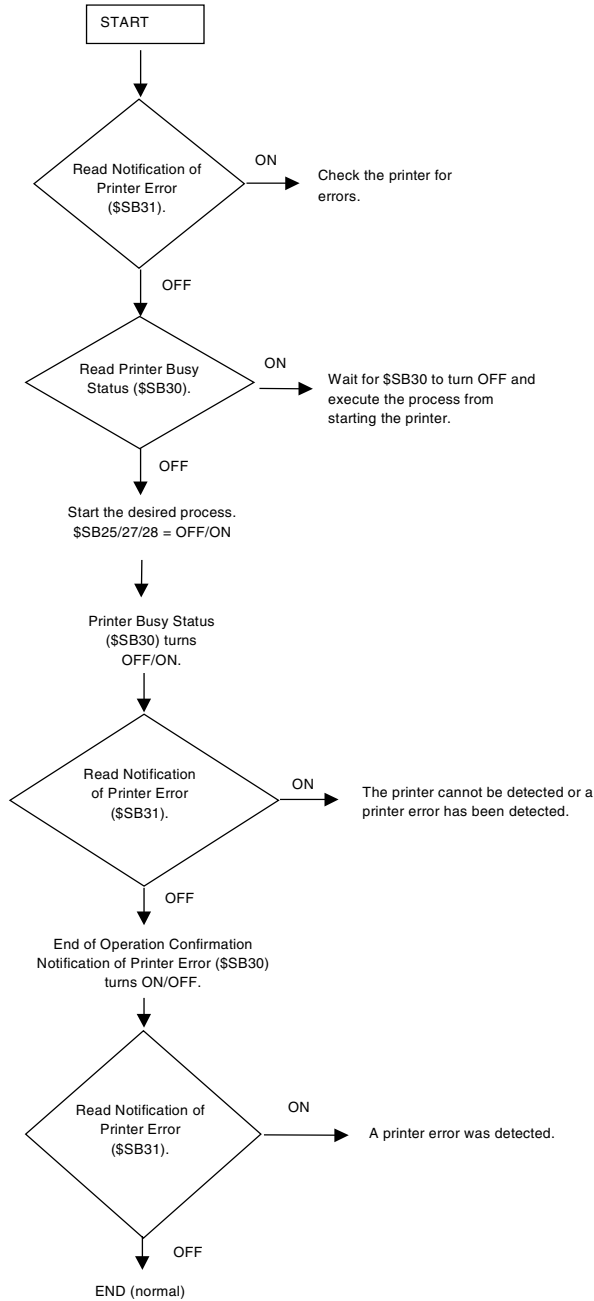 START
Read Notification of
Printer Error
($SB31).
ON
Check the printer for
errors.
OFF
Read Printer Busy
Status ($SB30).
ON
Wait for $SB30 to turn OFF and
execute the process from
starting the printer.
OFF
Start the desired process.
$SB25/27/28 = OFF/ON
Printer Busy Status
($SB30) turns
OFF/ON.
Read Notification
of Printer Error
($SB31).
ON
The printer cannot be detected or a
printer error has been detected.
OFF
End of Operation Confirmation
Notification of Printer Error ($SB30)
turns ON/OFF.
Read Notification of
Printer Error
($SB31).
ON
A printer error was detected.
OFF
END (normal)